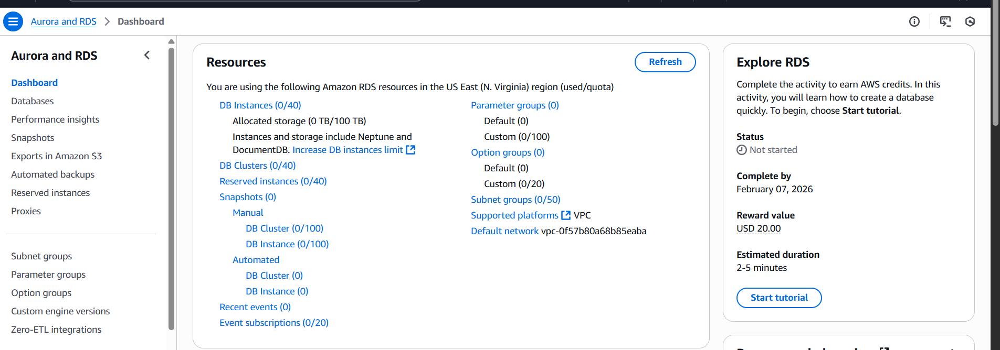 Aurora and RDS > Dashboard
Aurora and RDS
Dashboard
Databases
Performance insights
Snapshots
Exports in Amazon S3
Automated backups
Reserved instances
Proxies
Subnet groups
Parameter groups
Option groups
Custom engine versions
Zero-ETL integrations
Resources
Refresh
You are using the following Amazon RDS resources in the US East (N. Virginia) region (used/quota)
DB Instances (0/40)
Allocated storage (0 TB/100 TB)
Instances and storage include Neptune and
DocumentDB. Increase DB instances limit
DB Clusters (0/40)
Reserved instances (0/40)
Snapshots (0)
Manual
DB Cluster (0/100)
DB Instance (0/100)
Automated
DB Cluster (0)
DB Instance (0)
Recent events (0)
Event subscriptions (0/20)
Parameter groups (0)
Default (0)
Custom (0/100)
Option groups (0)
Default (0)
Custom (0/20)
Subnet groups (0/50)
Supported platforms VPC
Default network vpc-0f57b80a68b85eaba
Explore RDS
Complete the activity to earn AWS credits. In this
activity, you will learn how to create a database
quickly. To begin, choose Start tutorial.
Status
Not started
Complete by
February 07, 2026
Reward value
USD 20.00
Estimated duration
2-5 minutes
Start tutorial